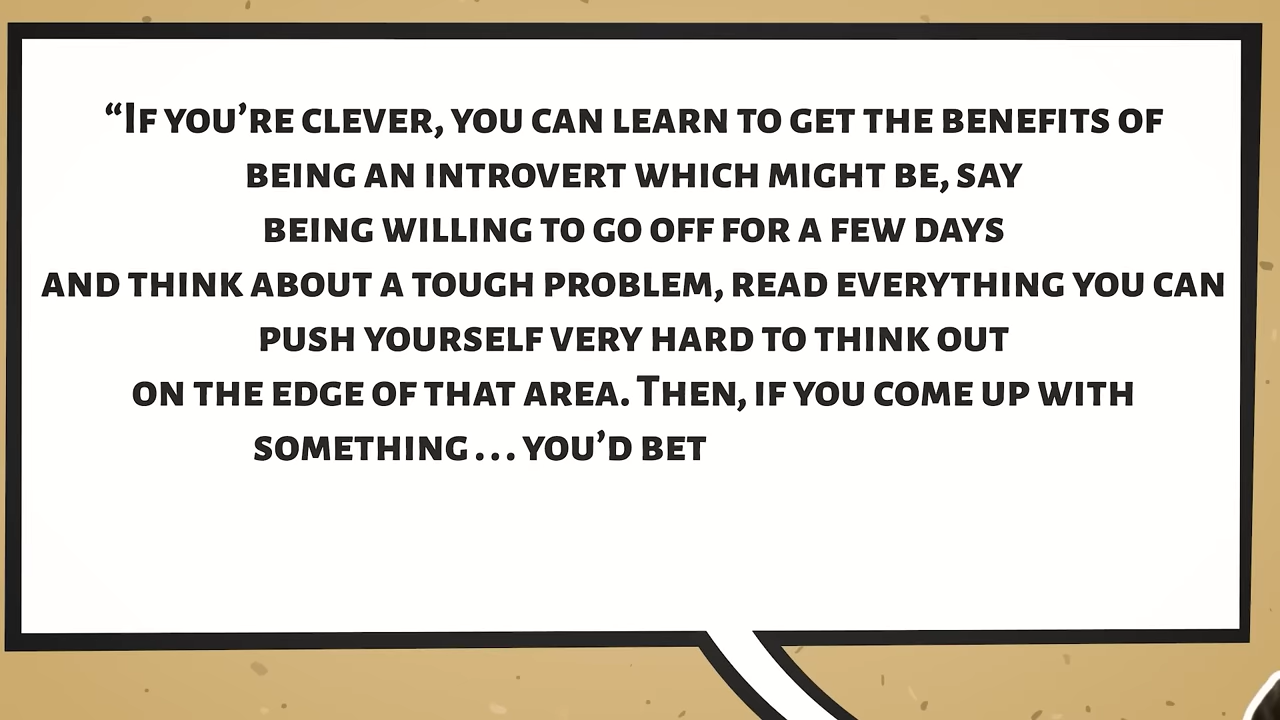 “If you’re clever, you can learn to get the benefits of
being an introvert which might be, say
being willing to go off for a few days
and think about a tough problem, read everything you can
push yourself very hard to think out
on the edge of that area. Then, if you come up with
something... you’d bet